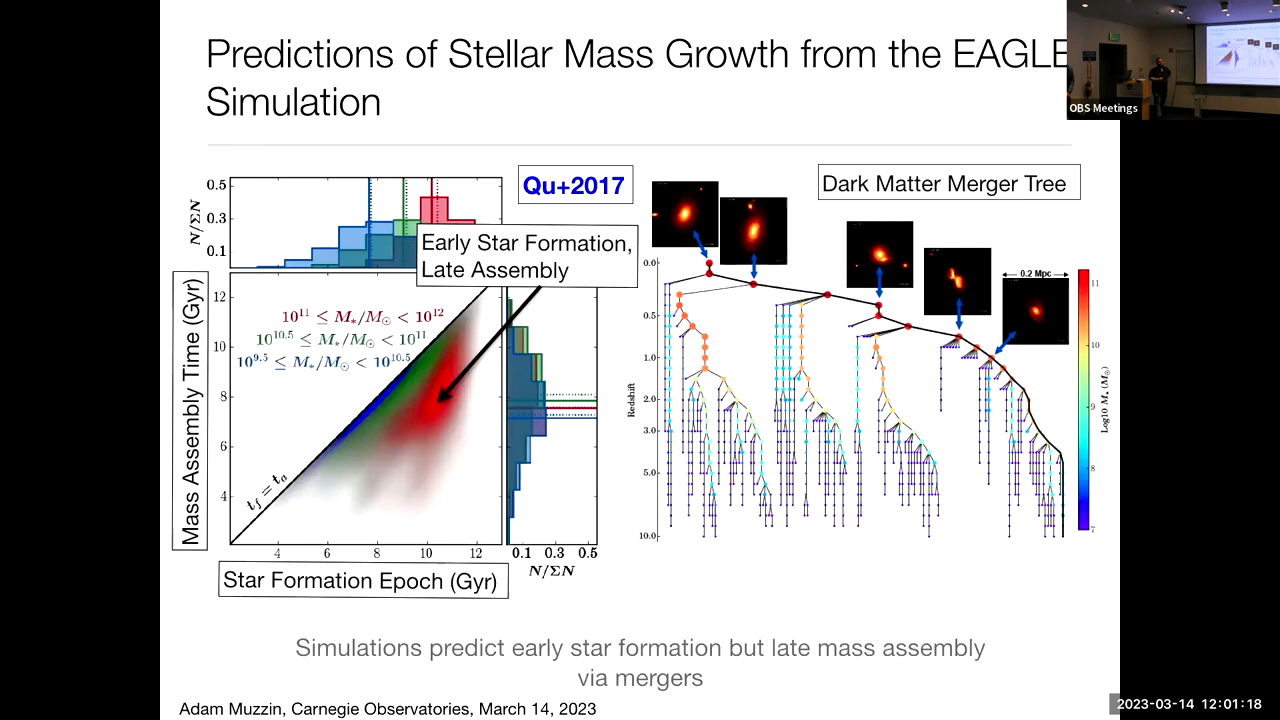 Predictions of Stellar Mass Growth from the EAGLE
Simulation
OBS Meetings
Qu+2017
Dark Matter Merger Tree
Early Star Formation,
Late Assembly
N/ΣN
0.5
0.3
0.1
Mass Assembly Time (Gyr)
12
10
8
6
4
10^11 ≤ M*/M⊙ < 10^12
10^10.5 ≤ M*/M⊙ < 10^11
10^9.5 ≤ M*/M⊙ < 10^10.5
t_f = t_a
4 6 8 10 12
Star Formation Epoch (Gyr)
0.1 0.3 0.5
N/ΣN
0.2 Mpc
Redshift
0.0
0.5
1.0
2.0
3.0
5.0
10.0
11
10
9
8
7
Log10 M* (M⊙)
Simulations predict early star formation but late mass assembly
via mergers
Adam Muzzin, Carnegie Observatories, March 14, 2023
2023-03-14 12:01:18